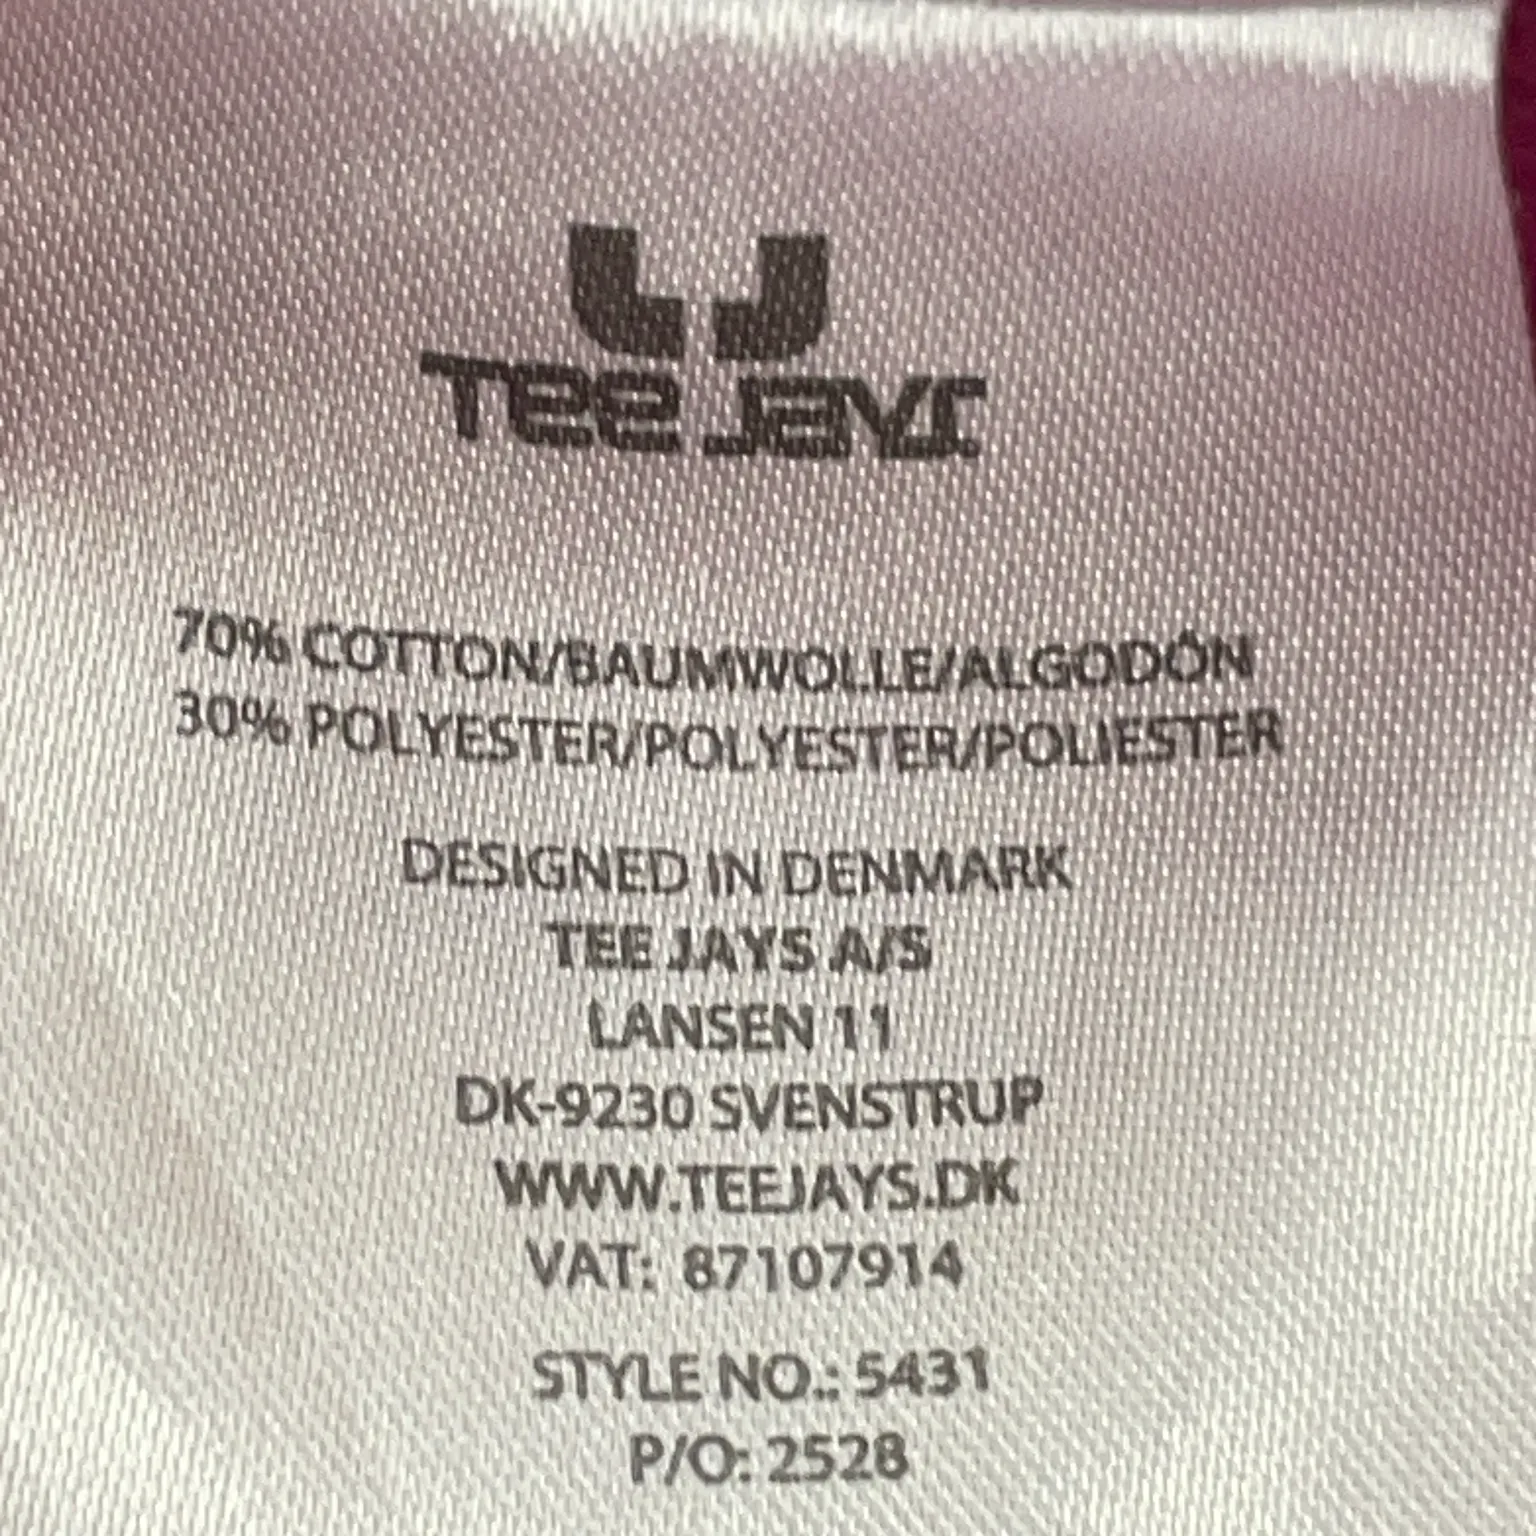 Tee Jays.
70% COTTON/BAUMWOLLE/ALGODÓN
30% POLYESTER/POLYESTER/POLIESTER
DESIGNED IN DENMARK
TEE JAYS A/S
LANSEN 11
DK-9230 SVENSTRUP
WWW.TEEJAYS.DK
VAT: 87107914
STYLE NO.: 5431
P/O: 2528